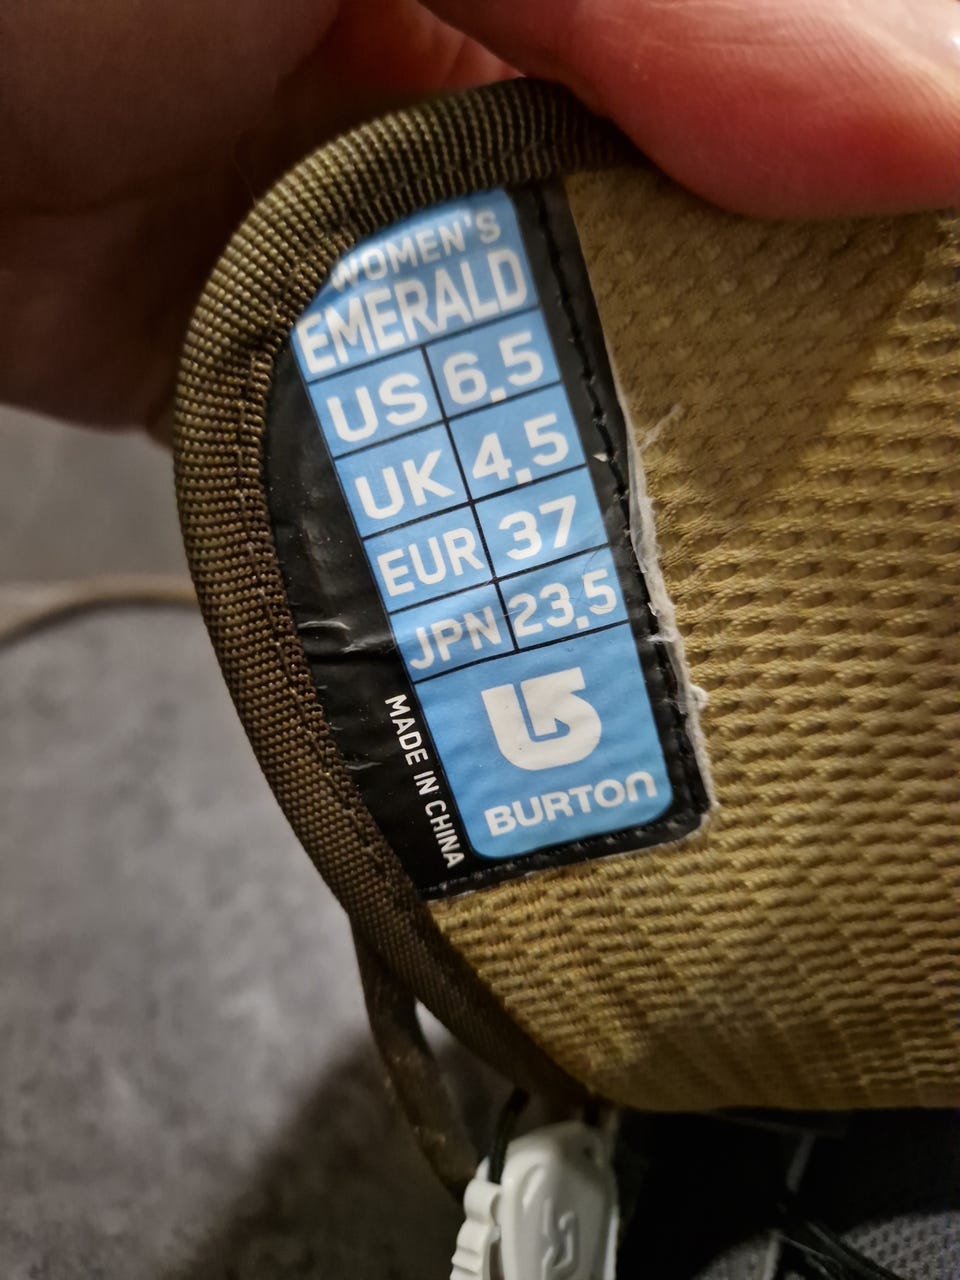 WOMEN'S
EMERALD
US 6.5
UK 4.5
EUR 37
JPN 23.5
BURTON
MADE IN CHINA